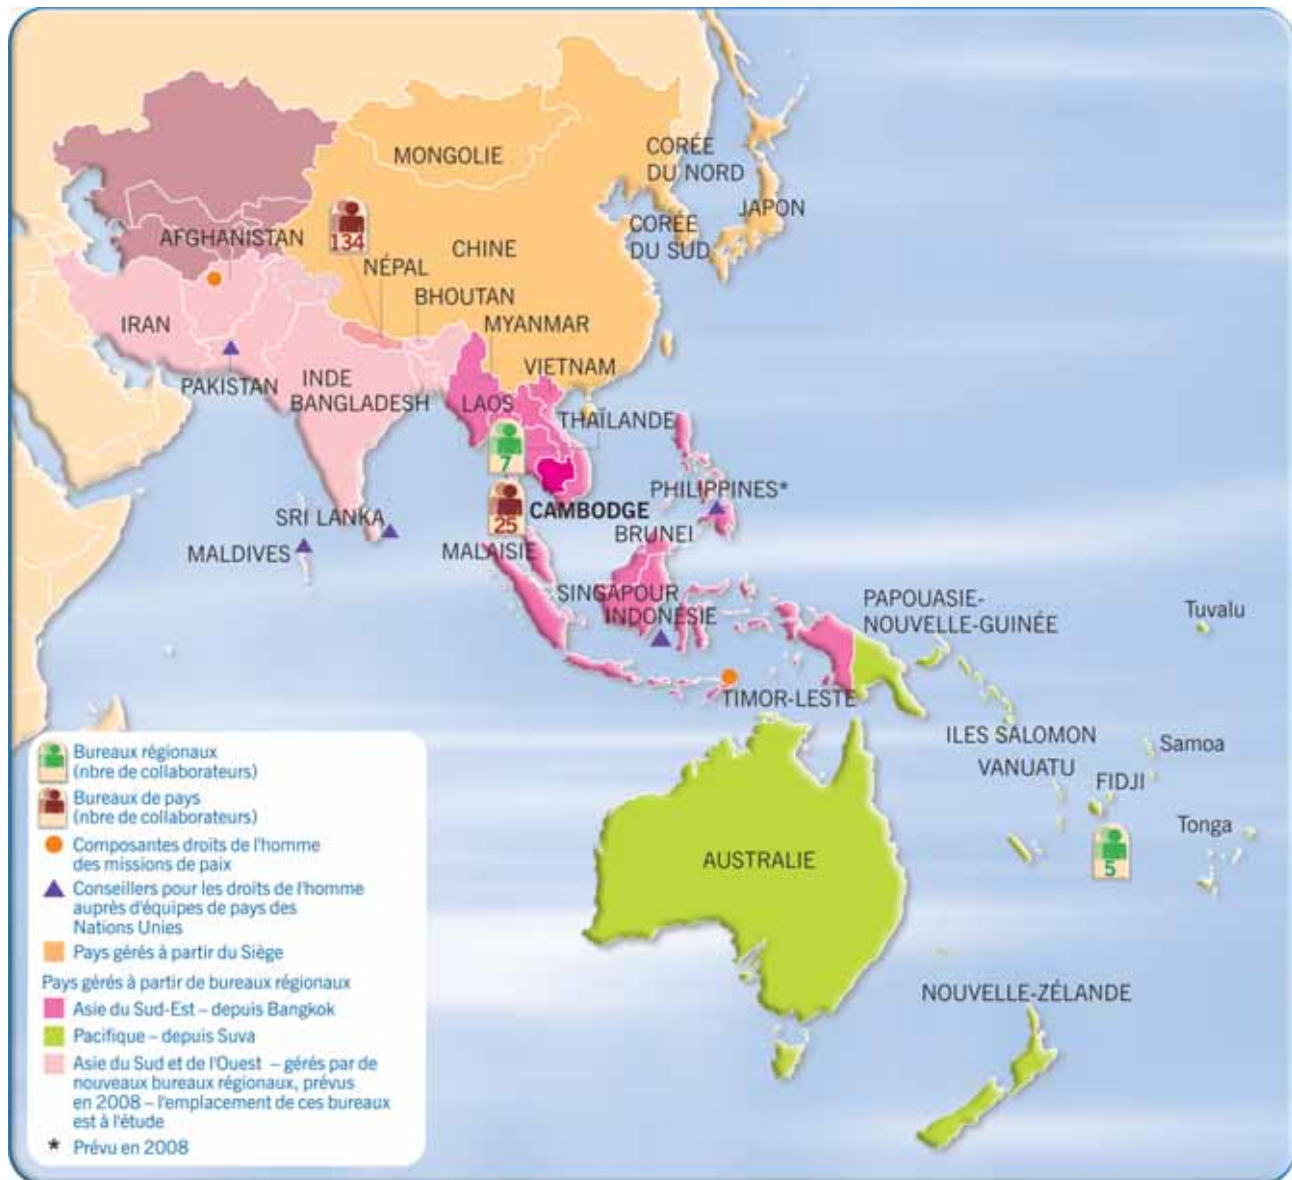 MONGOLIE
CORÉE
DU NORD
JAPON
CORÉE
DU SUD
AFGHANISTAN
134
CHINE
NÉPAL
BHOUTAN
IRAN
MYANMAR
VIETNAM
PAKISTAN
INDE
BANGLADESH
LAOS
THAÏLANDE
7
PHILIPPINES*
25
CAMBODGE
SRI LANKA
BRUNEI
MALDIVES
MALAISIE
SINGAPOUR
INDONÉSIE
PAPOUASIE-
NOUVELLE-GUINÉE
Tuvalu
TIMOR-LESTE
ILES SALOMON
Samoa
VANUATU
FIDJI
Tonga
5
AUSTRALIE
NOUVELLE-ZÉLANDE
Bureaux régionaux
(nbre de collaborateurs)
Bureaux de pays
(nbre de collaborateurs)
Composantes droits de l'homme
des missions de paix
Conseillers pour les droits de l'homme
auprès d'équipes de pays des
Nations Unies
Pays gérés à partir du Siège
Pays gérés à partir de bureaux régionaux
Asie du Sud-Est – depuis Bangkok
Pacifique – depuis Suva
Asie du Sud et de l'Ouest – gérés par de
nouveaux bureaux régionaux, prévus
en 2008 – l'emplacement de ces bureaux
est à l'étude
* Prévu en 2008